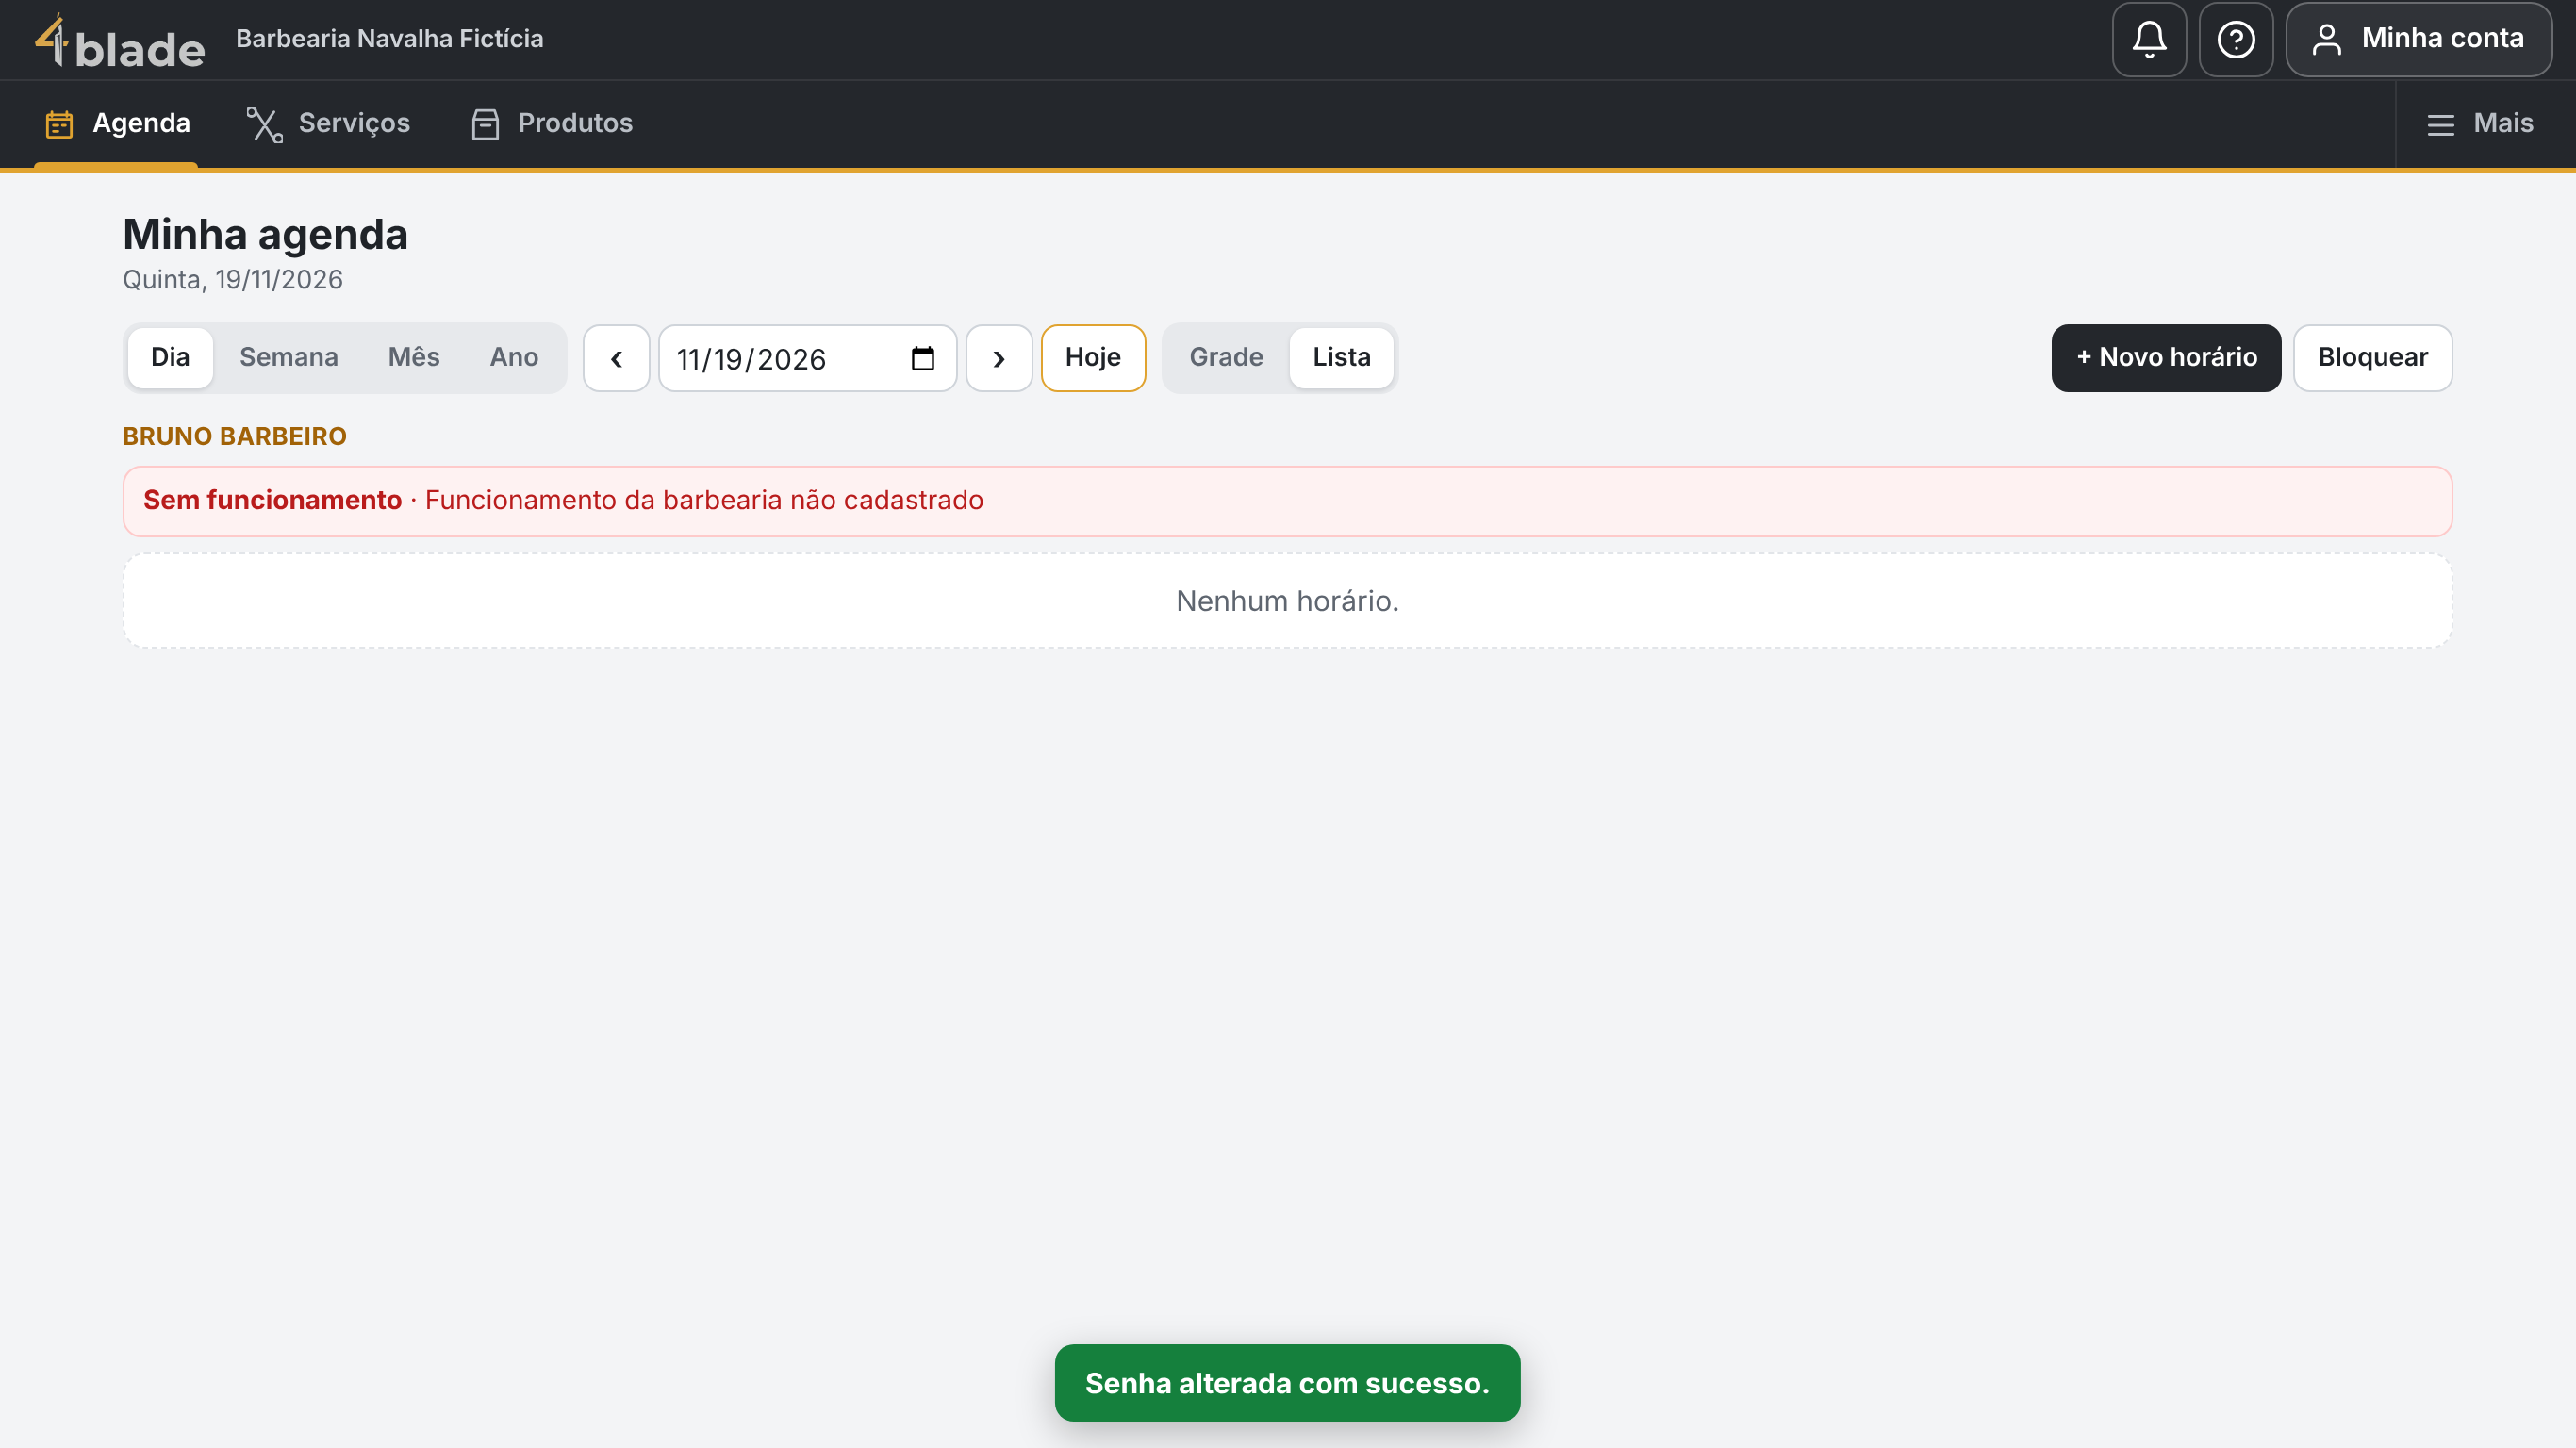 4blade
Barbearia Navalha Fictícia
Minha conta
Agenda
Serviços
Produtos
Mais
Minha agenda
Quinta, 19/11/2026
Dia
Semana
Mês
Ano
‹
11/19/2026
›
Hoje
Grade
Lista
+ Novo horário
Bloquear
BRUNO BARBEIRO
Sem funcionamento · Funcionamento da barbearia não cadastrado
Nenhum horário.
Senha alterada com sucesso.